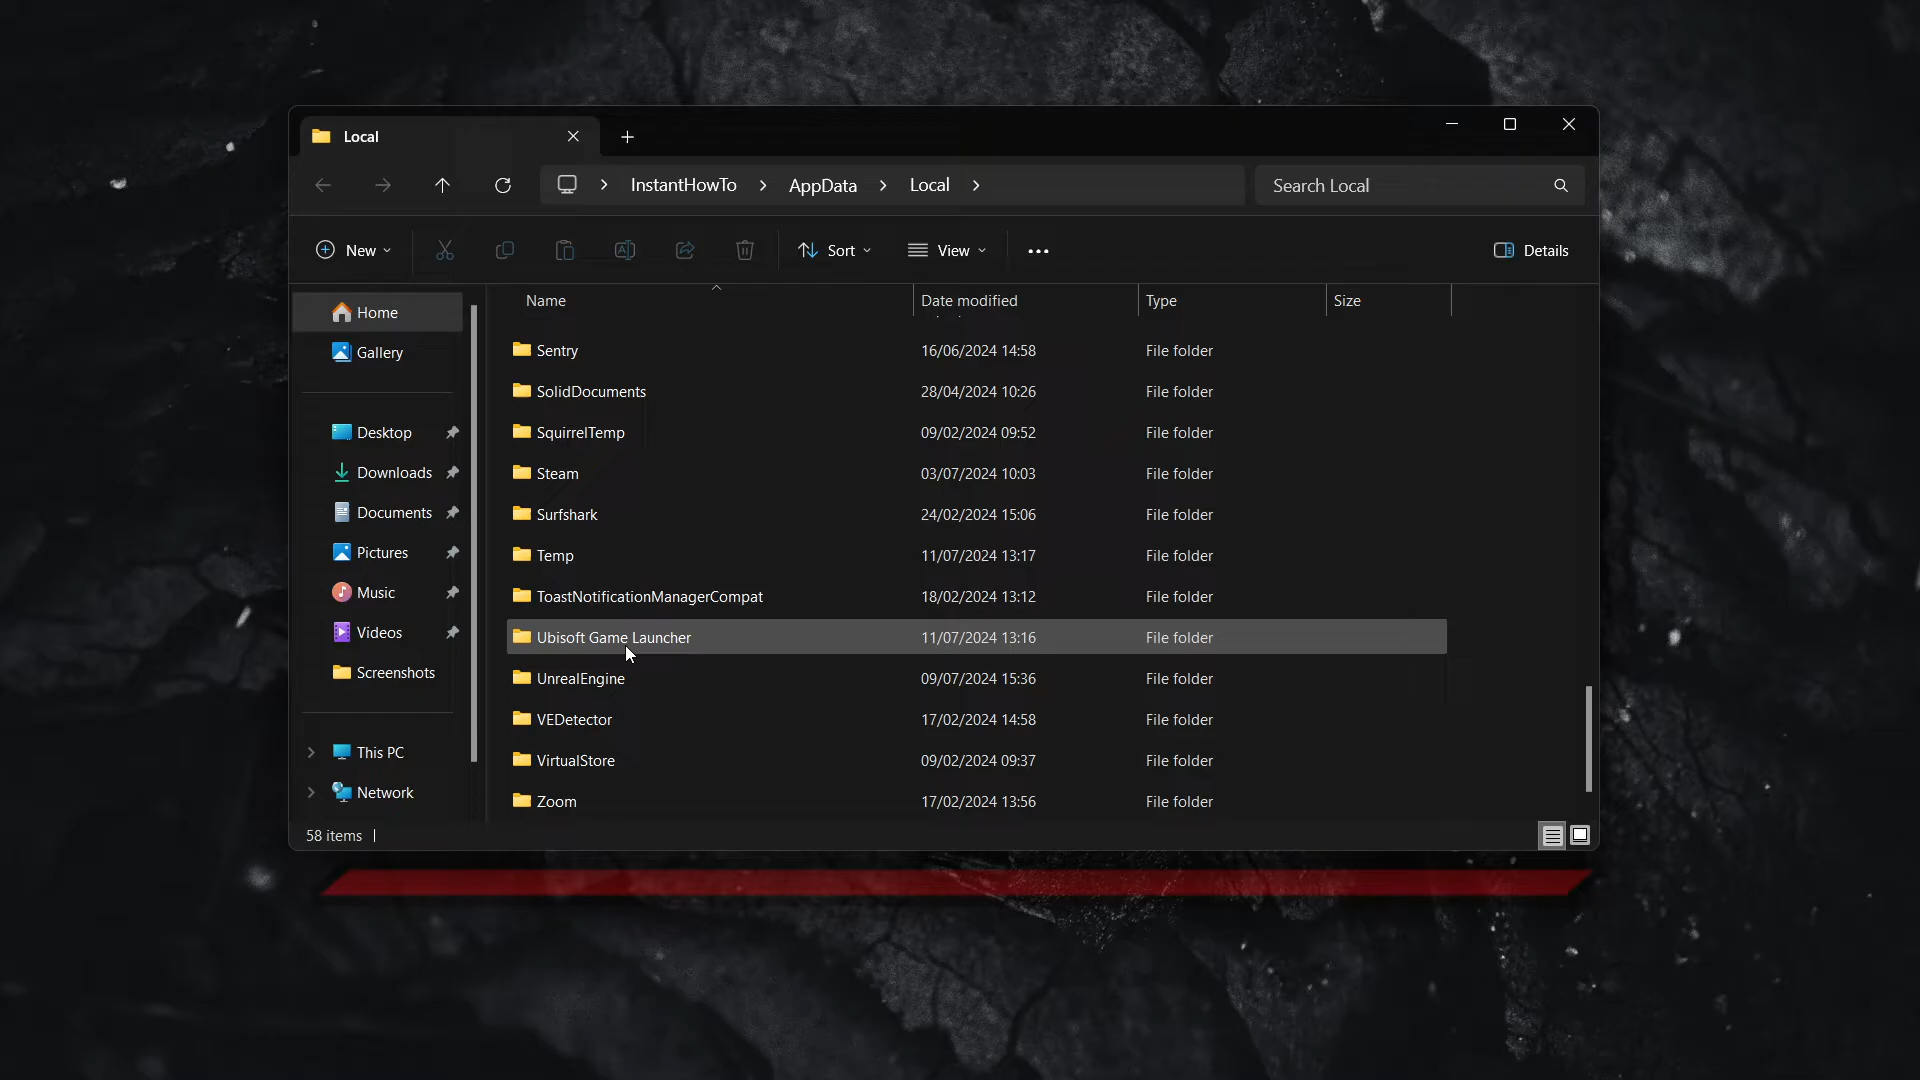 Local
InstantHowTo AppData Local
Search Local
New
Sort
View
Details
Name Date modified Type Size
Home
Gallery
Desktop
Downloads
Documents
Pictures
Music
Videos
Screenshots
This PC
Network
Sentry 16/06/2024 14:58 File folder
SolidDocuments 28/04/2024 10:26 File folder
SquirrelTemp 09/02/2024 09:52 File folder
Steam 03/07/2024 10:03 File folder
Surfshark 24/02/2024 15:06 File folder
Temp 11/07/2024 13:17 File folder
ToastNotificationManagerCompat 18/02/2024 13:12 File folder
Ubisoft Game Launcher 11/07/2024 13:16 File folder
UnrealEngine 09/07/2024 15:36 File folder
VEDetector 17/02/2024 14:58 File folder
VirtualStore 09/02/2024 09:37 File folder
Zoom 17/02/2024 13:56 File folder
58 items